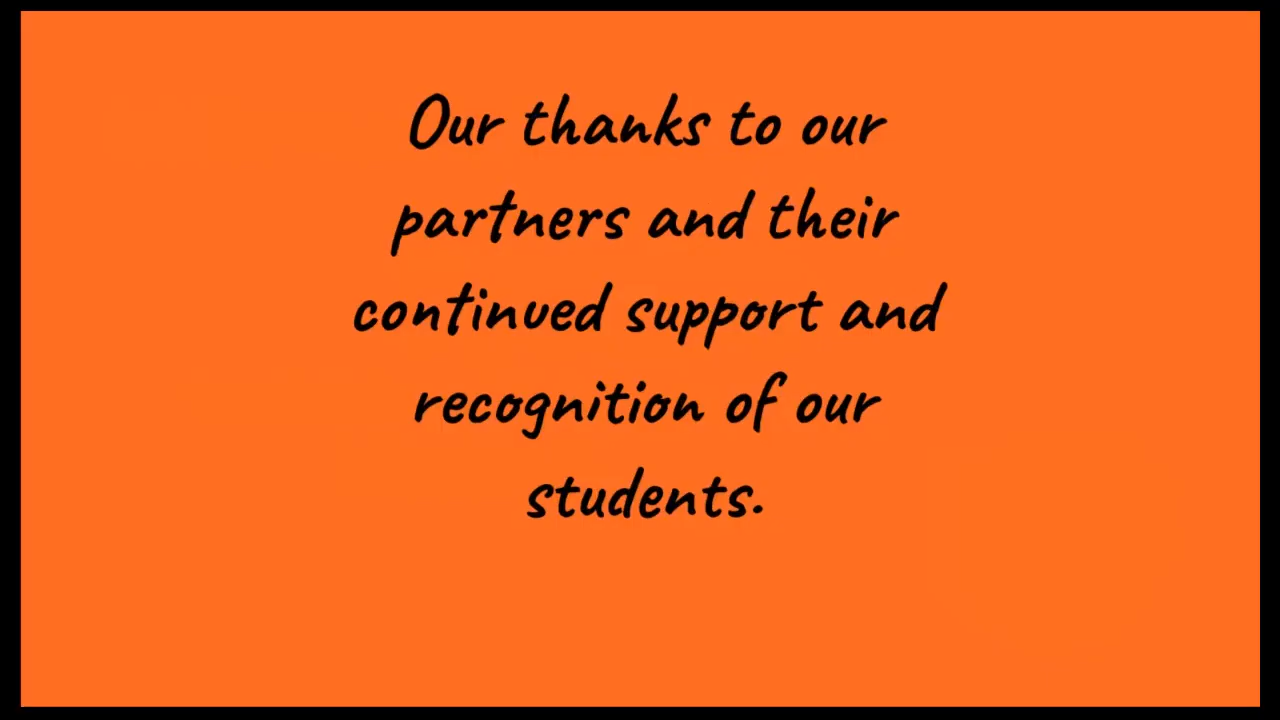 Our thanks to our
partners and their
continued support and
recognition of our
students.